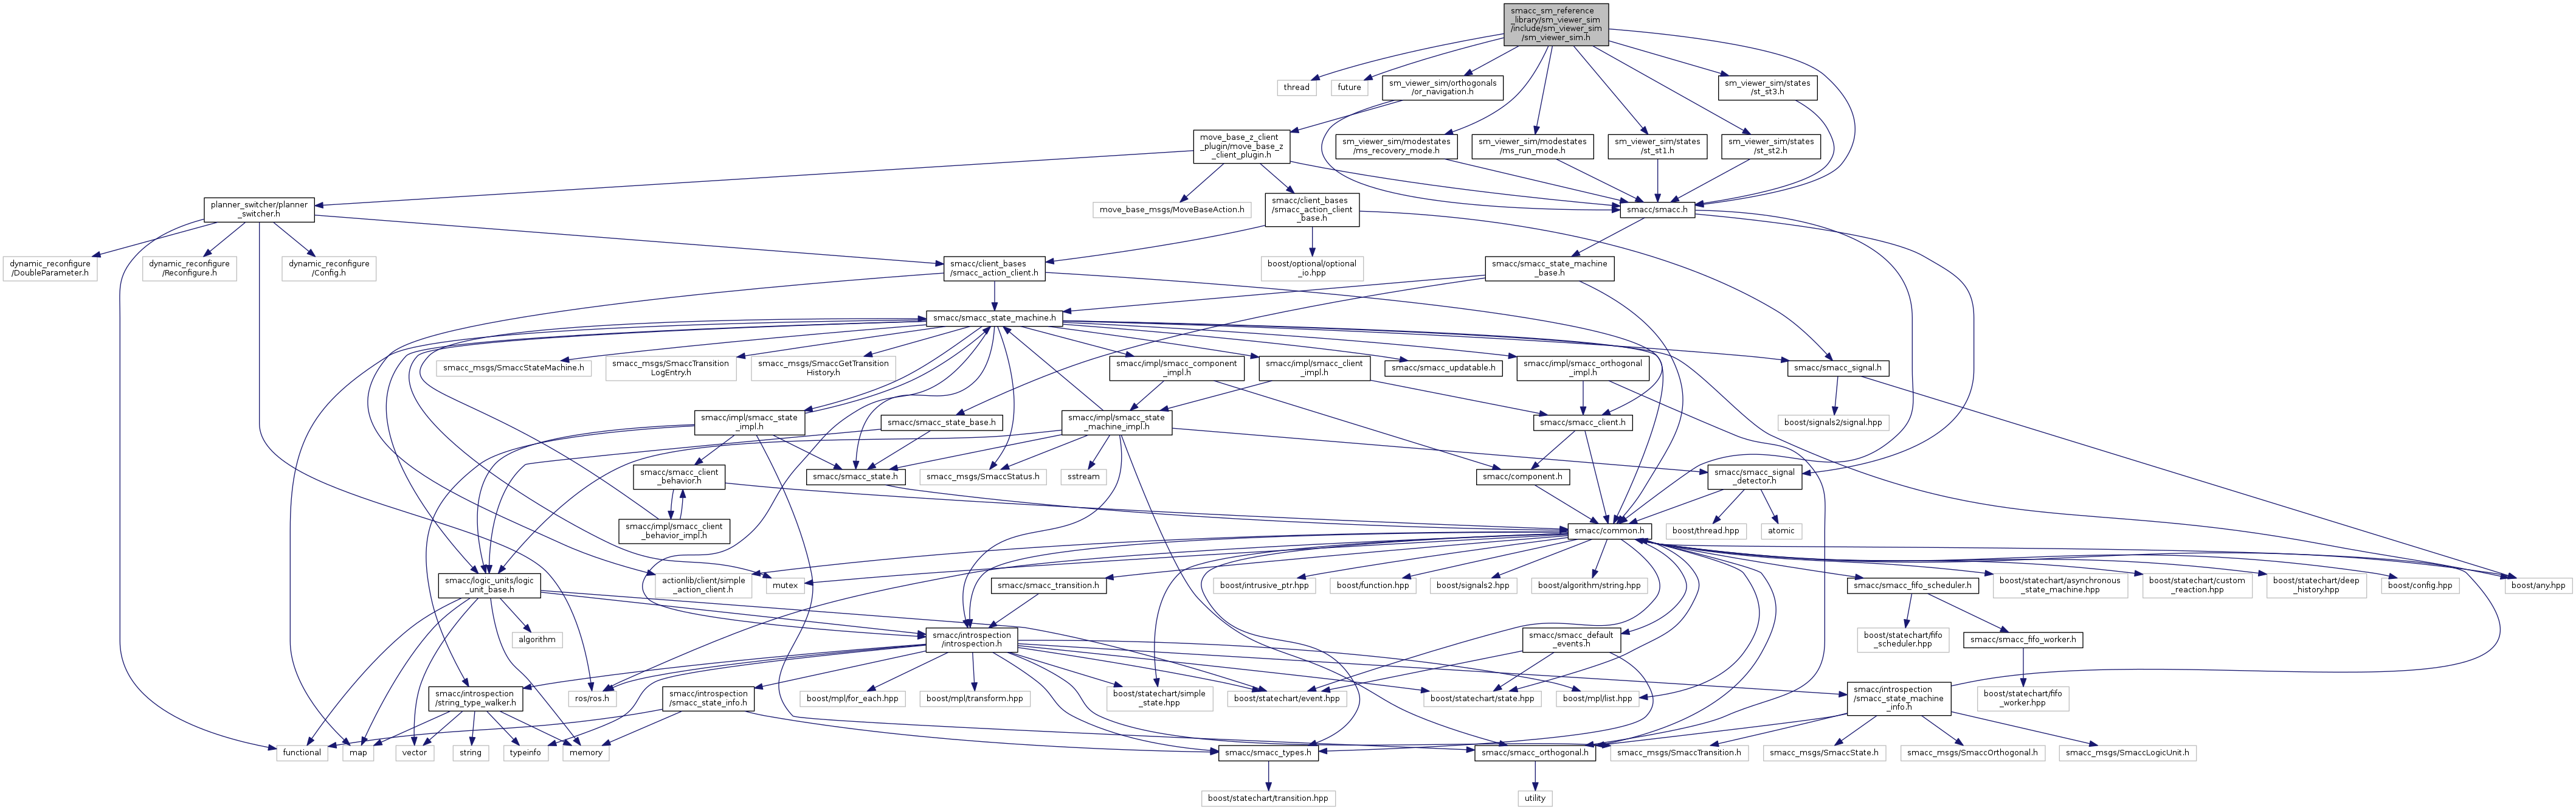 smacc_sm_reference
_library/sm_viewer_sim
/include/sm_viewer_sim
/sm_viewer_sim.h
thread
future
sm_viewer_sim/orthogonals
/or_navigation.h
sm_viewer_sim/states
/st_st3.h
move_base_z_client
_plugin/move_base_z
_client_plugin.h
sm_viewer_sim/modestates
/ms_recovery_mode.h
sm_viewer_sim/modestates
/ms_run_mode.h
sm_viewer_sim/states
/st_st1.h
sm_viewer_sim/states
/st_st2.h
planner_switcher/planner
_switcher.h
move_base_msgs/MoveBaseAction.h
smacc/client_bases
/smacc_action_client
_base.h
smacc/smacc.h
dynamic_reconfigure
/DoubleParameter.h
dynamic_reconfigure
/Reconfigure.h
dynamic_reconfigure
/Config.h
smacc/client_bases
/smacc_action_client.h
boost/optional/optional
_io.hpp
smacc/smacc_state_machine
_base.h
smacc/smacc_state_machine.h
smacc_msgs/SmaccStateMachine.h
smacc_msgs/SmaccTransition
LogEntry.h
smacc_msgs/SmaccGetTransition
History.h
smacc/impl/smacc_component
_impl.h
smacc/impl/smacc_client
_impl.h
smacc/smacc_updatable.h
smacc/impl/smacc_orthogonal
_impl.h
smacc/smacc_signal.h
smacc/impl/smacc_state
_impl.h
smacc/smacc_state_base.h
smacc/impl/smacc_state
_machine_impl.h
smacc/smacc_client.h
boost/signals2/signal.hpp
smacc/smacc_client
_behavior.h
smacc/smacc_state.h
smacc_msgs/SmaccStatus.h
sstream
smacc/component.h
smacc/smacc_signal
_detector.h
smacc/impl/smacc_client
_behavior_impl.h
smacc/common.h
boost/thread.hpp
atomic
smacc/logic_units/logic
_unit_base.h
actionlib/client/simple
_action_client.h
mutex
smacc/smacc_transition.h
boost/intrusive_ptr.hpp
boost/function.hpp
boost/signals2.hpp
boost/algorithm/string.hpp
smacc/smacc_fifo_scheduler.h
boost/statechart/asynchronous
_state_machine.hpp
boost/statechart/custom
_reaction.hpp
boost/statechart/deep
_history.hpp
boost/config.hpp
boost/any.hpp
algorithm
smacc/introspection
/introspection.h
smacc/smacc_default
_events.h
boost/statechart/fifo
_scheduler.hpp
smacc/smacc_fifo_worker.h
smacc/introspection
/string_type_walker.h
ros/ros.h
smacc/introspection
/smacc_state_info.h
boost/mpl/for_each.hpp
boost/mpl/transform.hpp
boost/statechart/simple
_state.hpp
boost/statechart/event.hpp
boost/statechart/state.hpp
boost/mpl/list.hpp
smacc/introspection
/smacc_state_machine
_info.h
boost/statechart/fifo
_worker.hpp
functional
map
vector
string
typeinfo
memory
smacc/smacc_types.h
smacc/smacc_orthogonal.h
smacc_msgs/SmaccTransition.h
smacc_msgs/SmaccState.h
smacc_msgs/SmaccOrthogonal.h
smacc_msgs/SmaccLogicUnit.h
boost/statechart/transition.hpp
utility